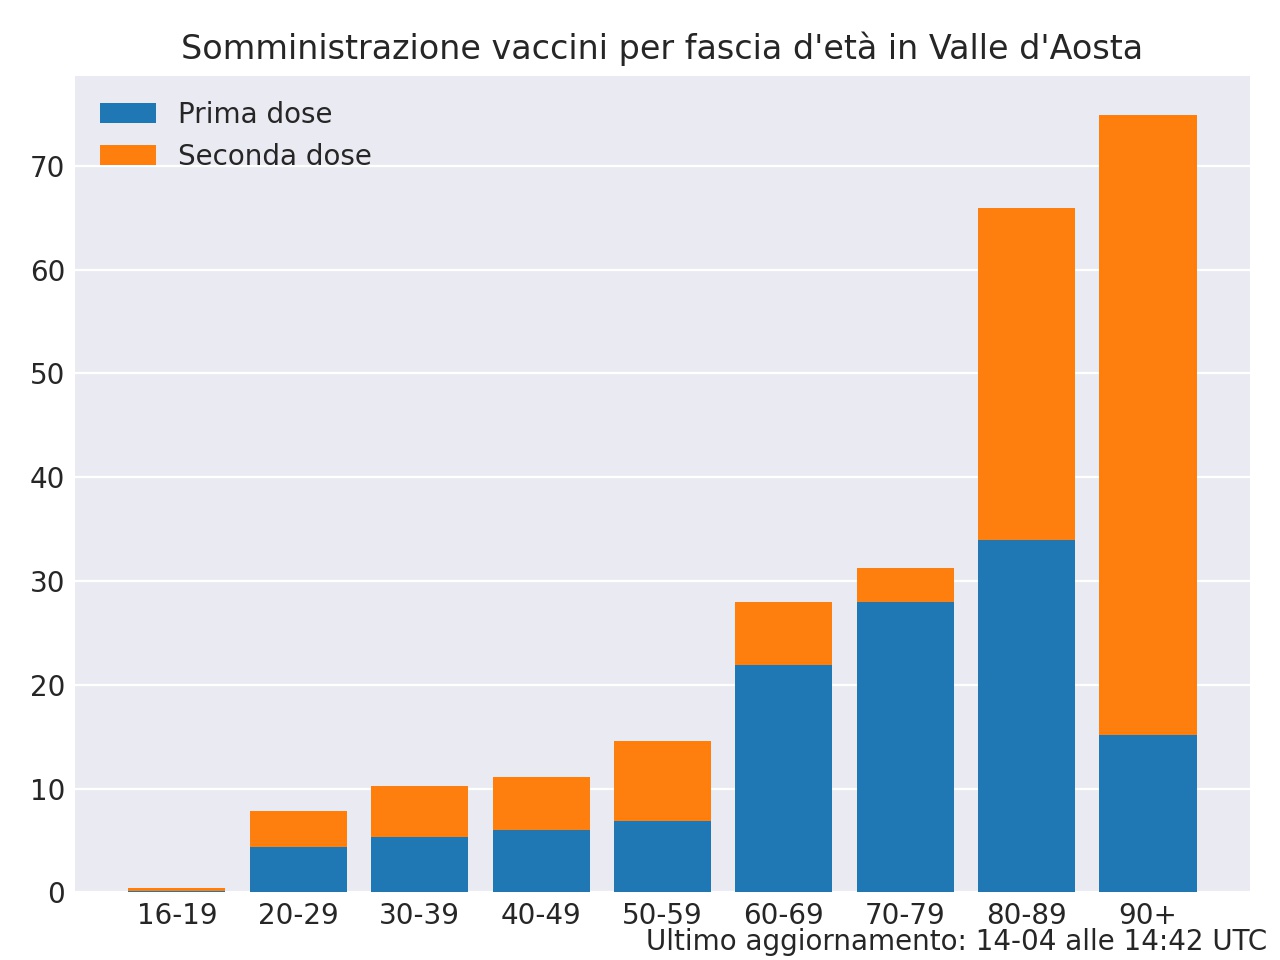 Somministrazione vaccini per fascia d'età in Valle d'Aosta
Prima dose
Seconda dose
70
60
50
40
30
20
10
0
16-19 20-29 30-39 40-49 50-59 60-69 70-79 80-89 90+
Ultimo aggiornamento: 14-04 alle 14:42 UTC